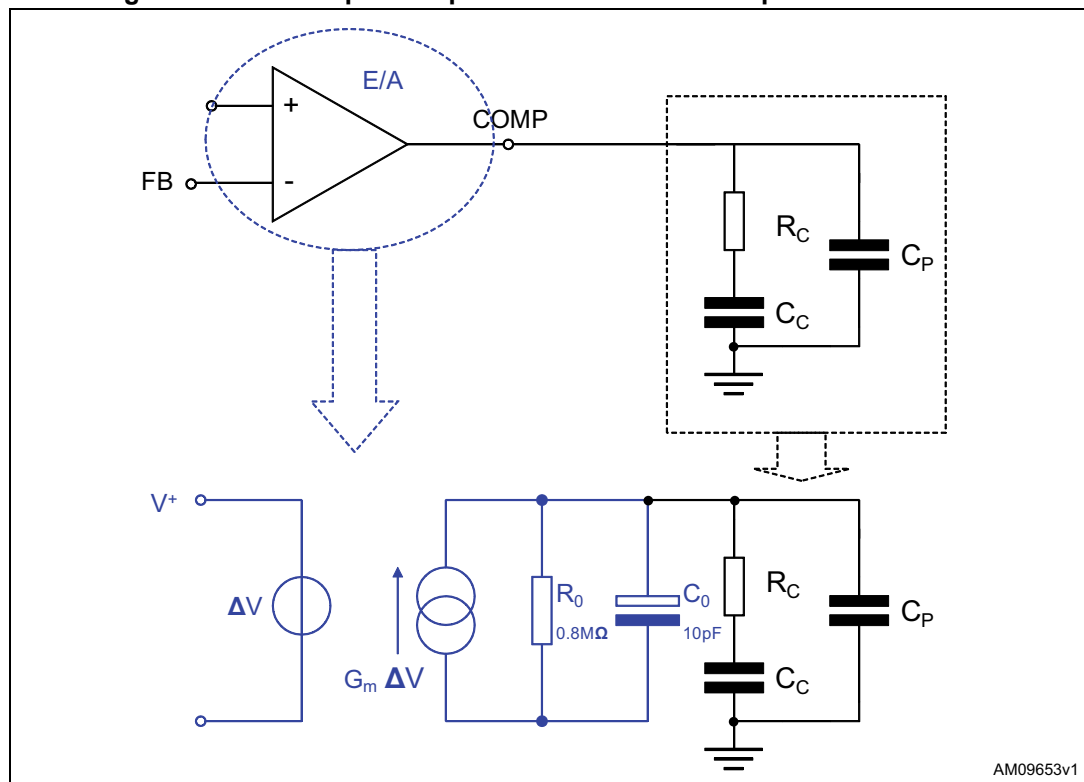 E/A
+
COMP
FB
-
R_C
C_P
C_C
V⁺
ΔV
G_m ΔV
R_0
0.8MΩ
C_0
10pF
R_C
C_P
C_C
AM09653v1